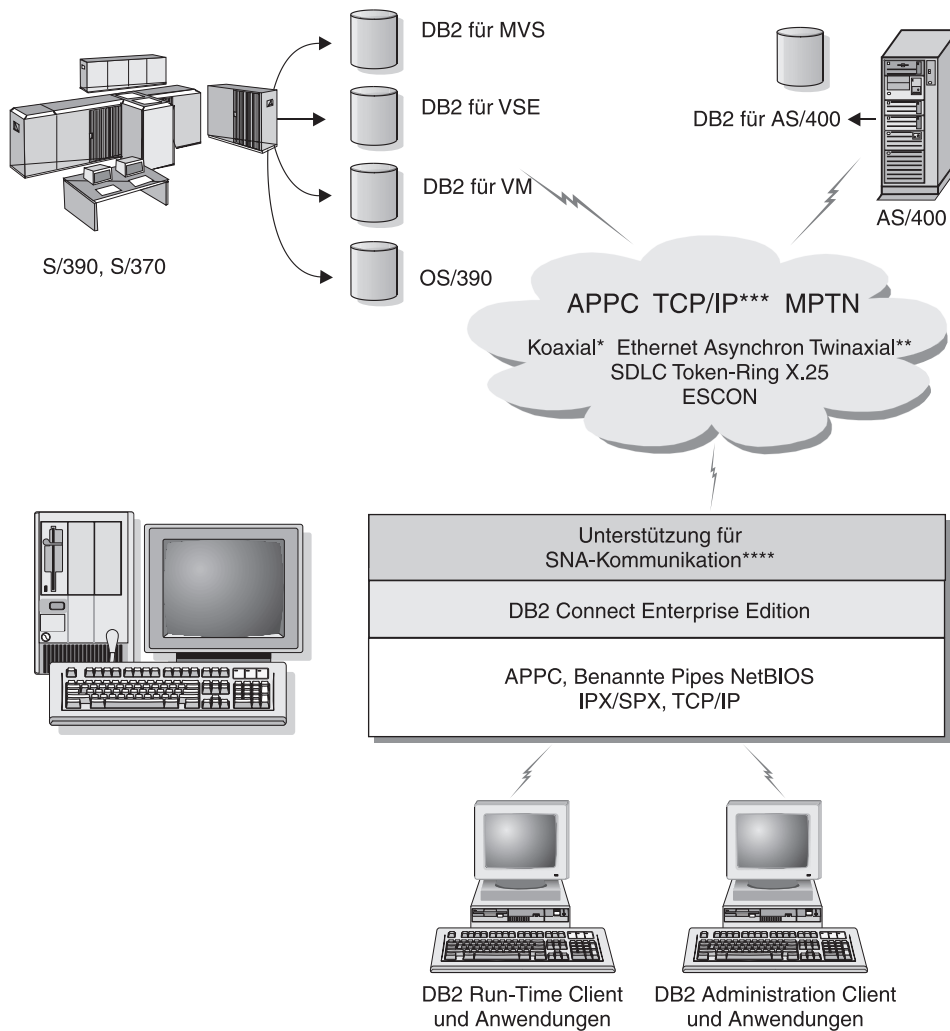 DB2 für MVS
DB2 für VSE
DB2 für AS/400
DB2 für VM
AS/400
S/390, S/370
OS/390
APPC TCP/IP*** MPTN
Koaxial* Ethernet Asynchron Twinaxial**
SDLC Token-Ring X.25
ESCON
Unterstützung für
SNA-Kommunikation****
DB2 Connect Enterprise Edition
APPC, Benannte Pipes NetBIOS
IPX/SPX, TCP/IP
DB2 Run-Time Client
und Anwendungen
DB2 Administration Client
und Anwendungen